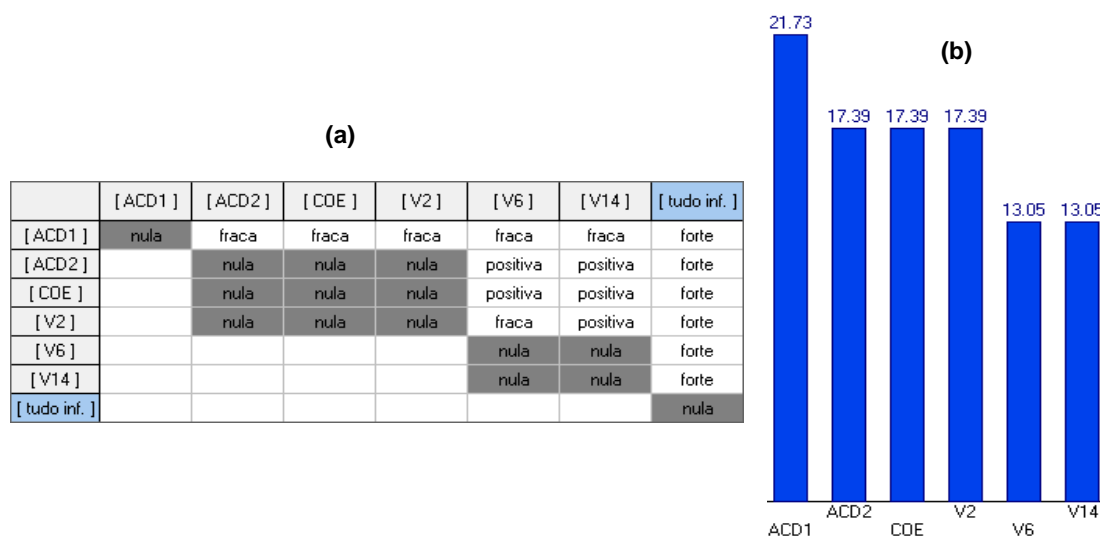 (a)
[ ACD1 ] [ ACD2 ] [ COE ] [ V2 ] [ V6 ] [ V14 ] [ tudo inf. ]
[ ACD1 ] nula fraca fraca fraca fraca fraca forte
[ ACD2 ] nula nula nula positiva positiva forte
[ COE ] nula nula nula positiva positiva forte
[ V2 ] nula nula nula fraca positiva forte
[ V6 ] nula nula forte
[ V14 ] nula nula forte
[ tudo inf. ] nula
(b)
21.73
17.39 17.39 17.39
13.05 13.05
ACD2 V2 V14
ACD1 COE V6